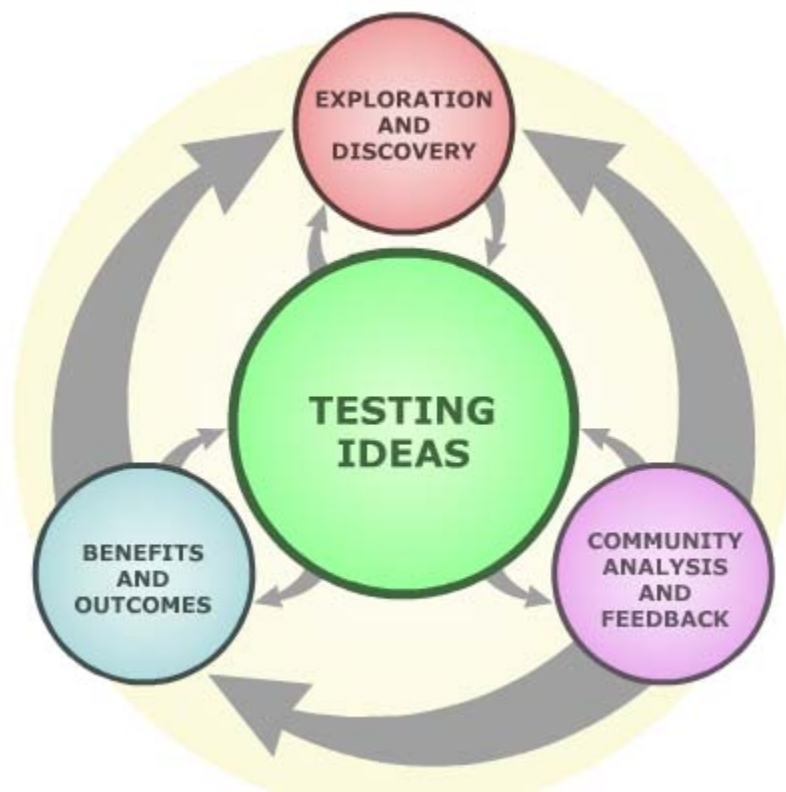 EXPLORATION
AND
DISCOVERY
TESTING
IDEAS
BENEFITS
AND
OUTCOMES
COMMUNITY
ANALYSIS
AND
FEEDBACK